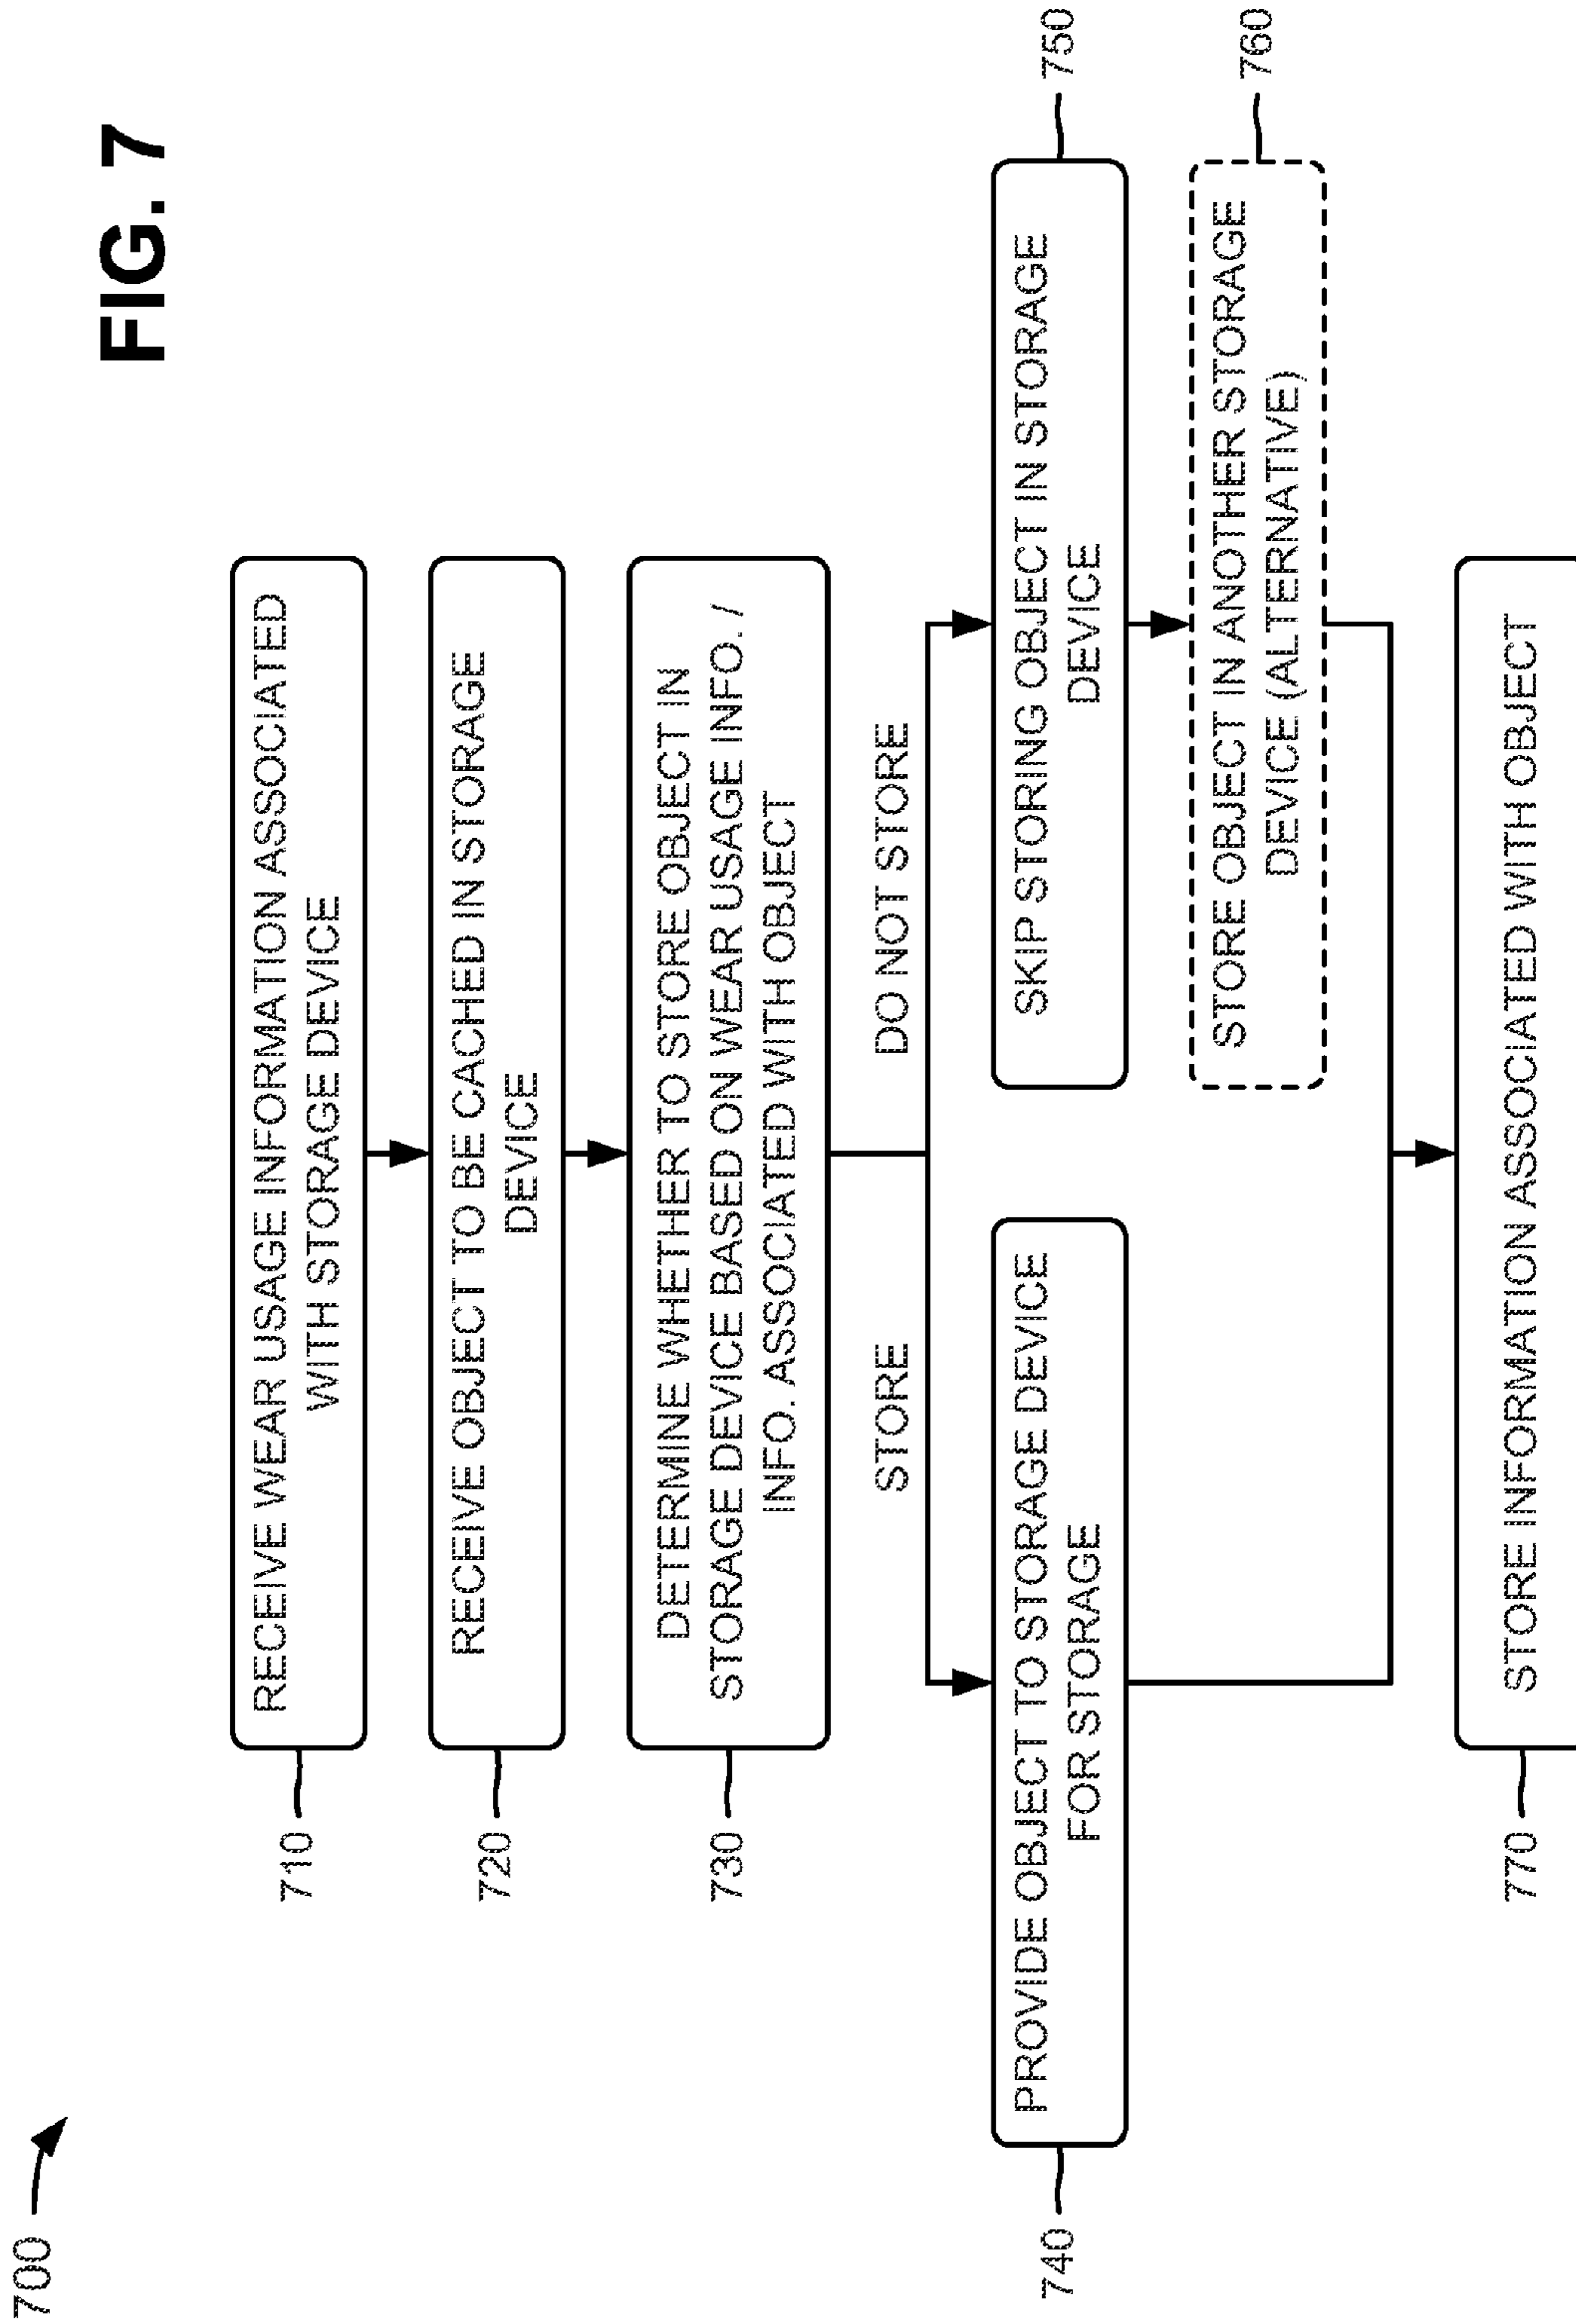 700
FIG. 7
710
RECEIVE WEAR USAGE INFORMATION ASSOCIATED
WITH STORAGE DEVICE
720
RECEIVE OBJECT TO BE CACHED IN STORAGE
DEVICE
730
DETERMINE WHETHER TO STORE OBJECT IN
STORAGE DEVICE BASED ON WEAR USAGE INFO. /
INFO. ASSOCIATED WITH OBJECT
STORE
DO NOT STORE
740
PROVIDE OBJECT TO STORAGE DEVICE
FOR STORAGE
SKIP STORING OBJECT IN STORAGE
DEVICE
750
STORE OBJECT IN ANOTHER STORAGE
DEVICE (ALTERNATIVE)
760
770
STORE INFORMATION ASSOCIATED WITH OBJECT